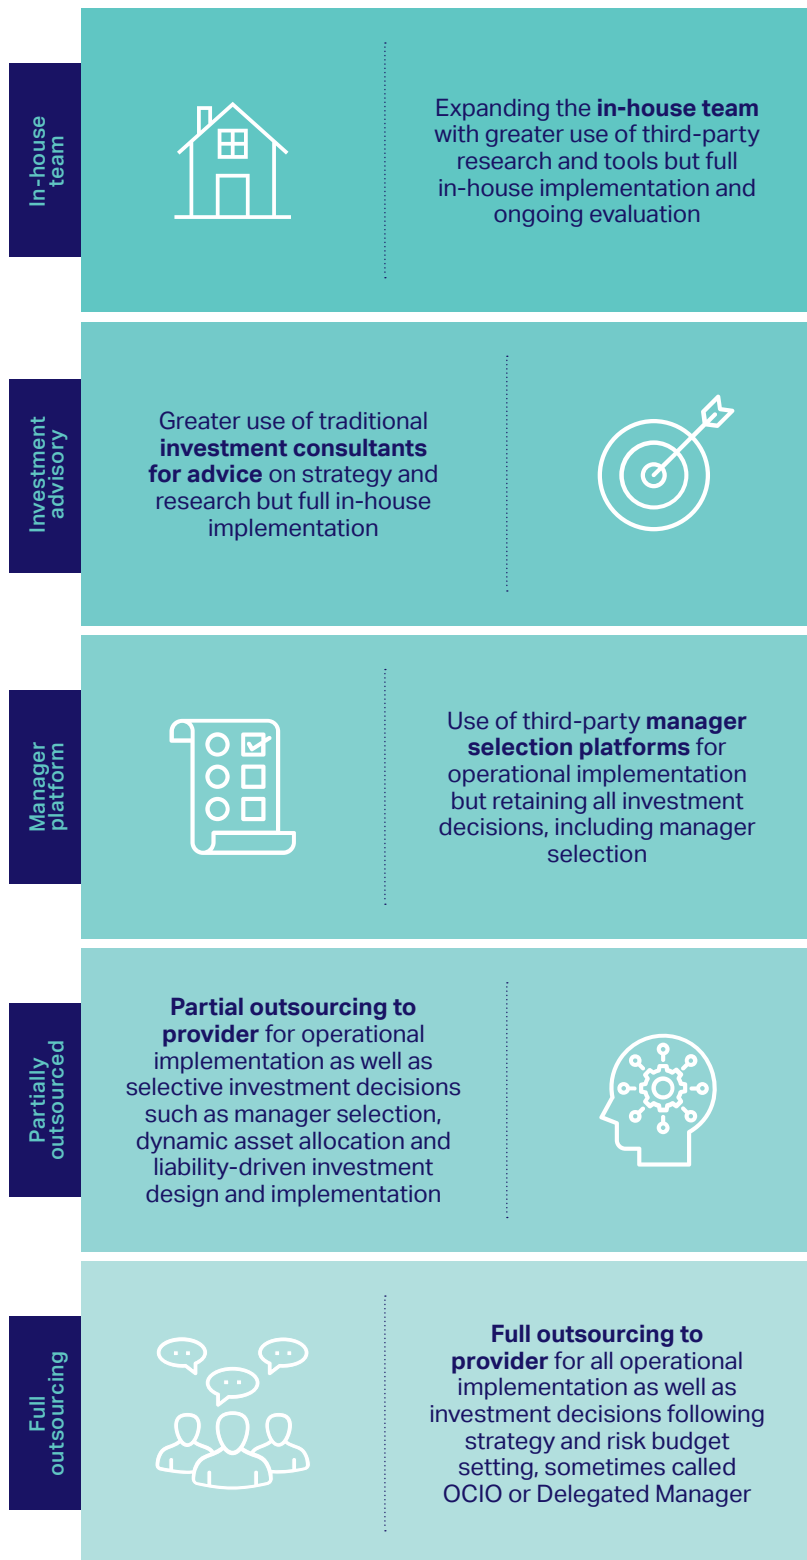 In-house
team
Expanding the in-house team
with greater use of third-party
research and tools but full
in-house implementation and
ongoing evaluation
Investment
advisory
Greater use of traditional
investment consultants
for advice on strategy and
research but full in-house
implementation
Manager
platform
Use of third-party manager
selection platforms for
operational implementation
but retaining all investment
decisions, including manager
selection
Partially
outsourced
Partial outsourcing to
provider for operational
implementation as well as
selective investment decisions
such as manager selection,
dynamic asset allocation and
liability-driven investment
design and implementation
Full
outsourcing
Full outsourcing to
provider for all operational
implementation as well as
investment decisions following
strategy and risk budget
setting, sometimes called
OCIO or Delegated Manager